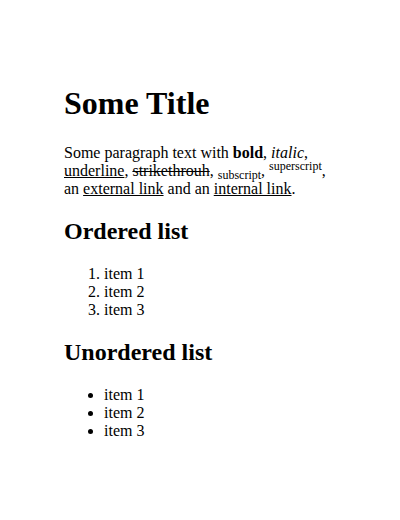 Some Title
Some paragraph text with bold, italic,
underline, strikethrouh, subscript, superscript,
an external link and an internal link.
Ordered list
1. item 1
2. item 2
3. item 3
Unordered list
• item 1
• item 2
• item 3